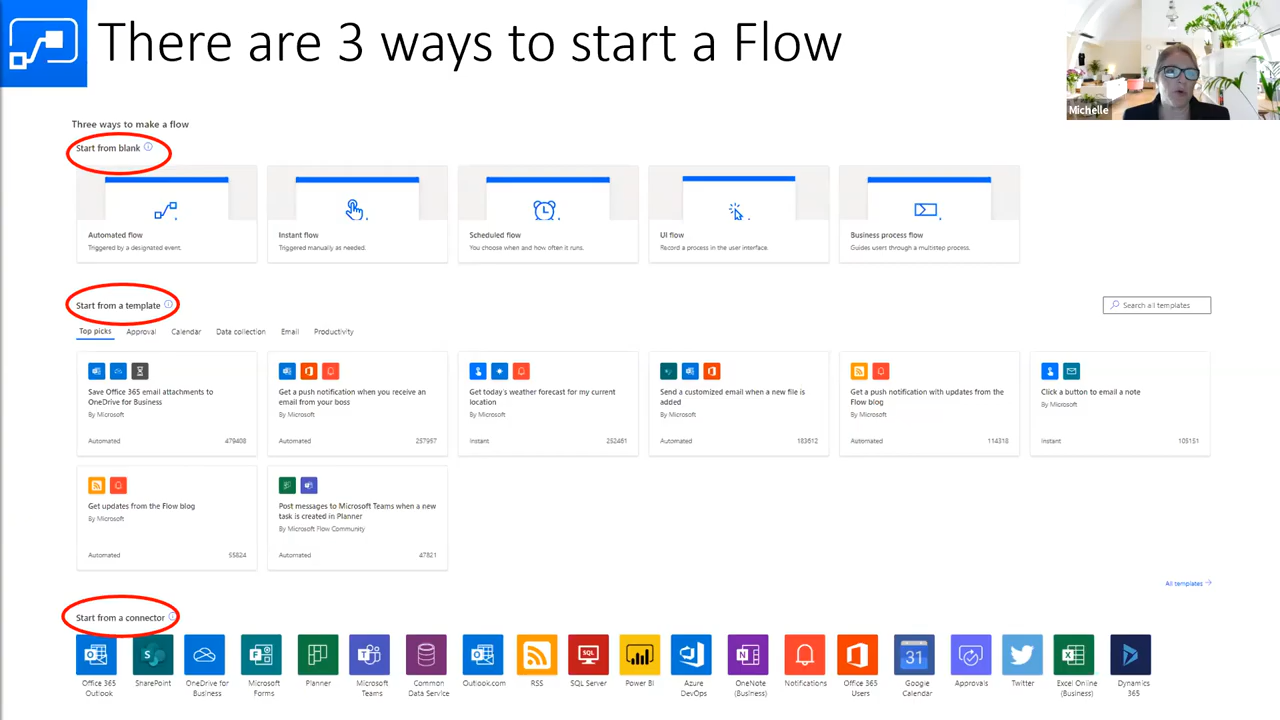 There are 3 ways to start a Flow
Michelle
Three ways to make a flow
Start from blank
Automated flow
Triggered by a designated event.
Instant flow
Triggered manually as needed.
Scheduled flow
You choose when and how often it runs.
UI flow
Record a process in the user interface.
Business process flow
Guides users through a multistep process.
Start from a template
Search all templates
Top picks Approval Calendar Data collection Email Productivity
Save Office 365 email attachments to
OneDrive for Business
By Microsoft
Automated 479408
Get a push notification when you receive an
email from your boss
By Microsoft
Automated 257957
Get today's weather forecast for my current
location
By Microsoft
Instant 252461
Send a customized email when a new file is
added
By Microsoft
Automated 183612
Get a push notification with updates from the
Flow blog
By Microsoft
Automated 114318
Click a button to email a note
By Microsoft
Instant 105151
Get updates from the Flow blog
By Microsoft
Automated 55824
Post messages to Microsoft Teams when a new
task is created in Planner
By Microsoft Flow Community
Automated 47821
All templates
Start from a connector
SQL
31
Office 365
Outlook
SharePoint
OneDrive for
Business
Microsoft
Forms
Planner
Microsoft
Teams
Common
Data Service
Outlook.com
RSS
SQL Server
Power BI
Azure
DevOps
OneNote
(Business)
Notifications
Office 365
Users
Google
Calendar
Approvals
Twitter
Excel Online
(Business)
Dynamics
365